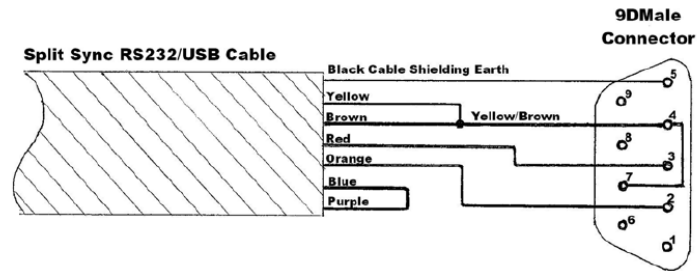 9DMale
Connector
Split Sync RS232/USB Cable
Black Cable Shielding Earth
5
Yellow
9
Brown
Yellow/Brown
4
8
Red
3
Orange
7
Blue
2
Purple
6
1